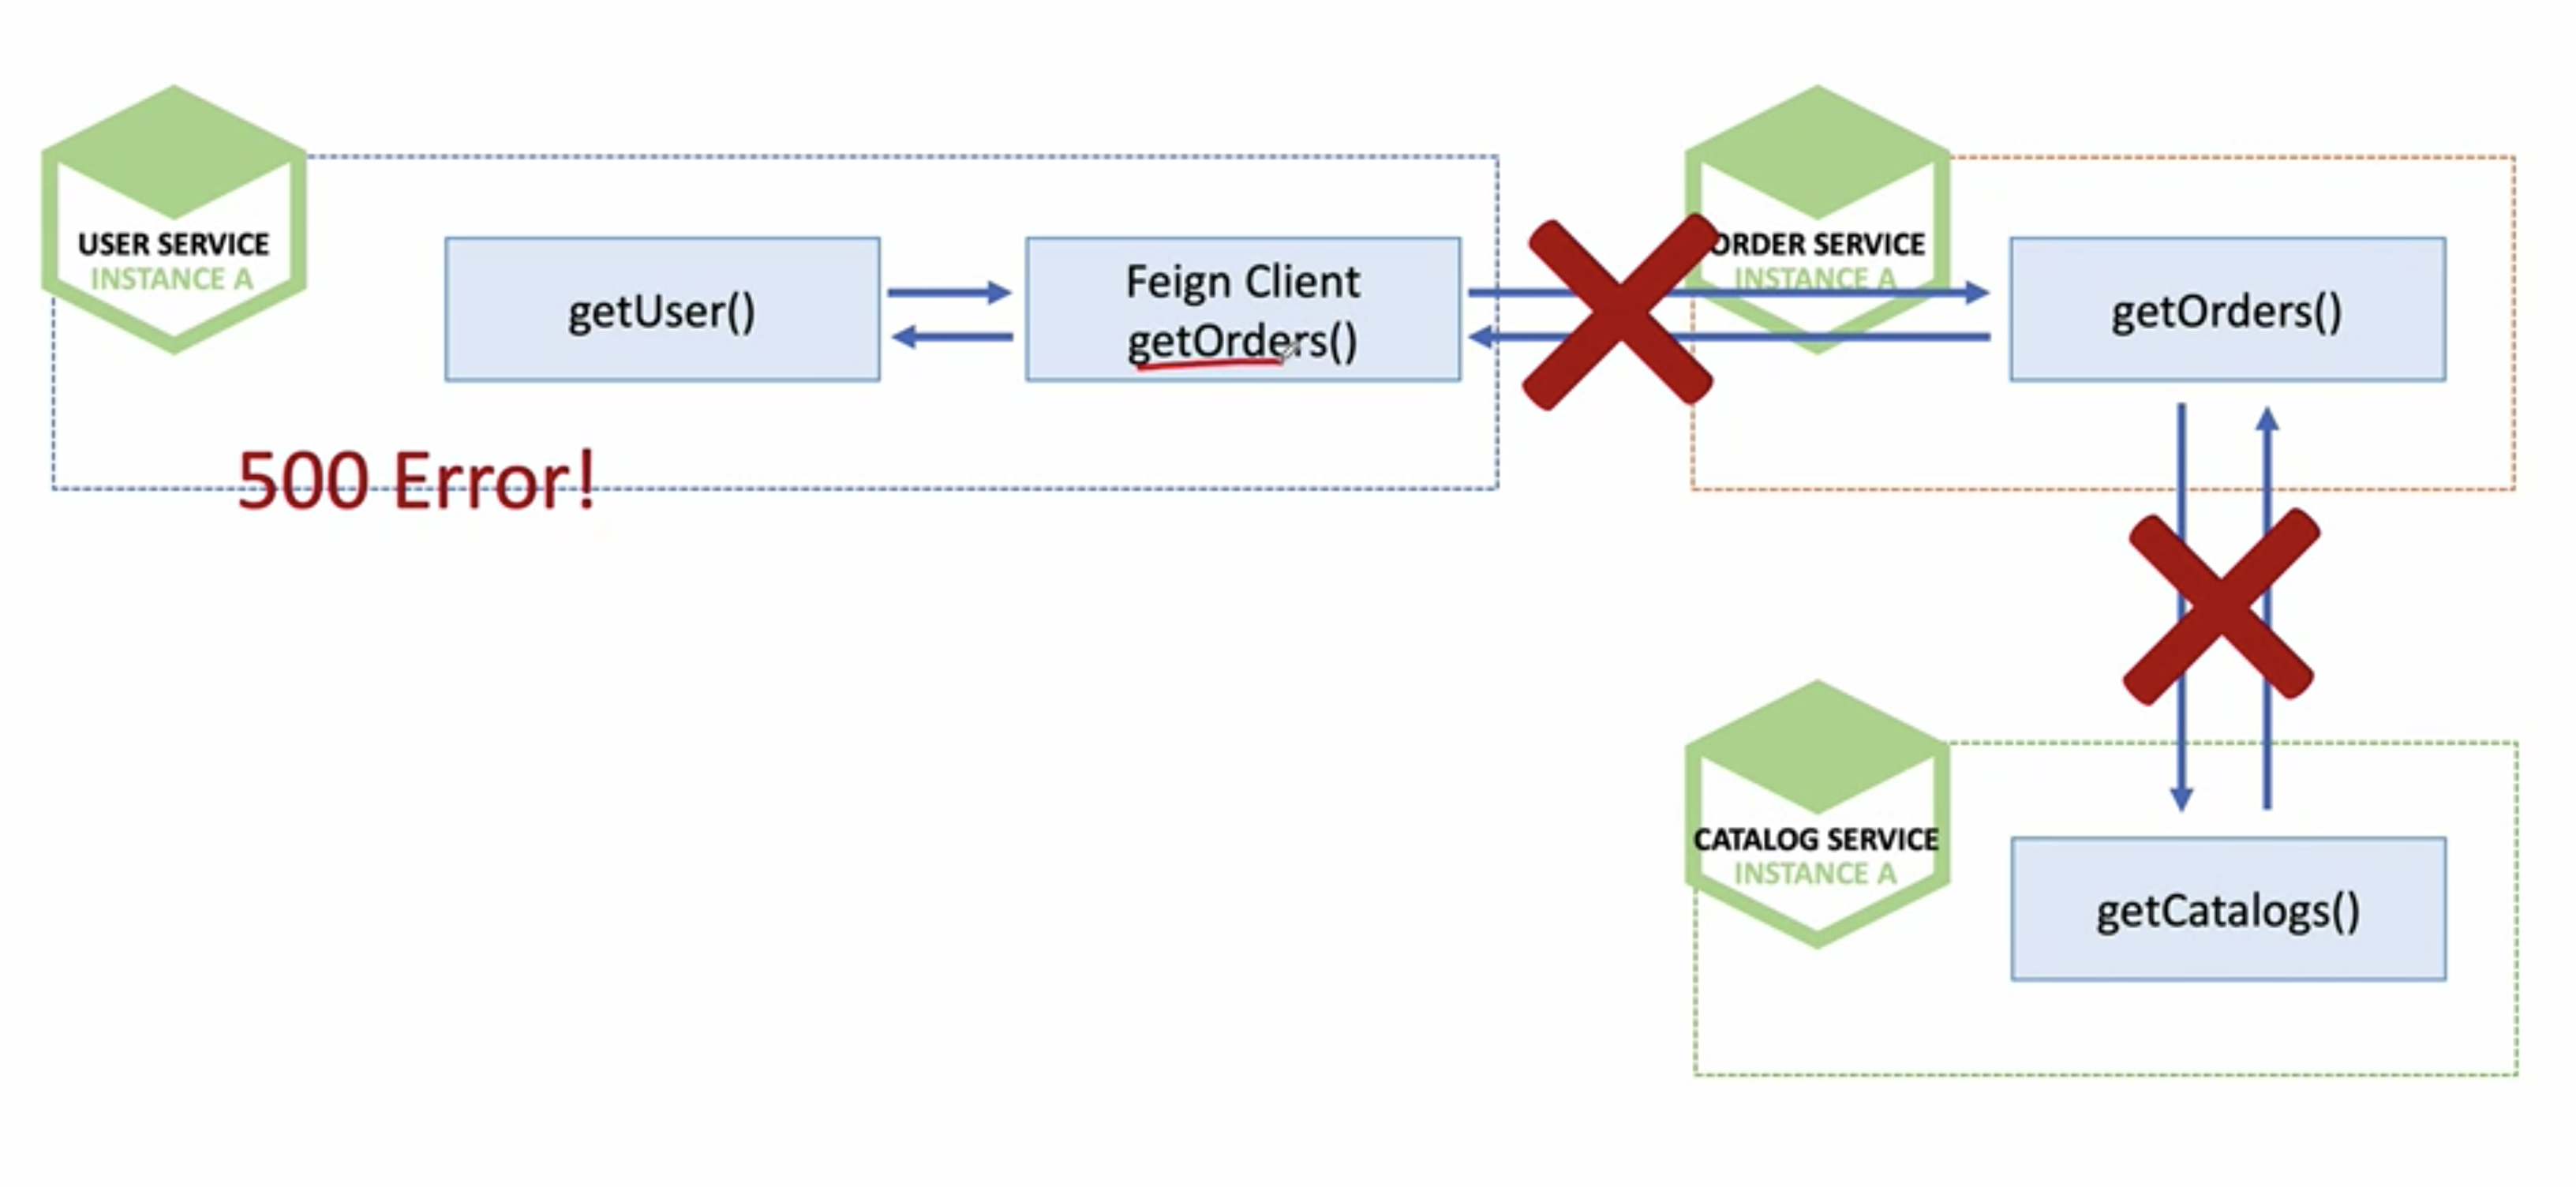 USER SERVICE
INSTANCE A
getUser()
Feign Client
getOrders()
500 Error!
ORDER SERVICE
INSTANCE A
getOrders()
CATALOG SERVICE
INSTANCE A
getCatalogs()